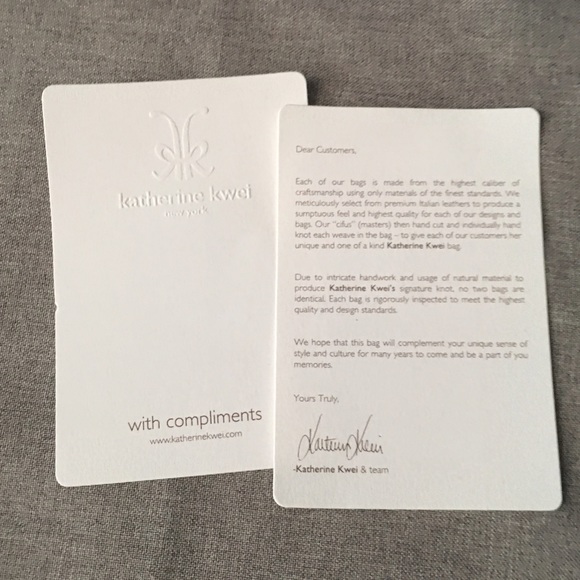 katherine kwei
new york
with compliments
www.katherinekwei.com
Dear Customers,
Each of our bags is made from the highest caliber of
craftsmanship using only materials of the finest standards. We
meticulously select from premium Italian leathers to produce a
sumptuous feel and highest quality for each of our designs and
bags. Our "cifus" (masters) then hand cut and individually hand
knot each weave in the bag – to give each of our customers her
unique and one of a kind Katherine Kwei bag.
Due to intricate handwork and usage of natural material to
produce Katherine Kwei's signature knot, no two bags are
identical. Each bag is rigorously inspected to meet the highest
quality and design standards.
We hope that this bag will complement your unique sense of
style and culture for many years to come and be a part of you
memories.
Yours Truly,
Katherine Kwei
-Katherine Kwei & team